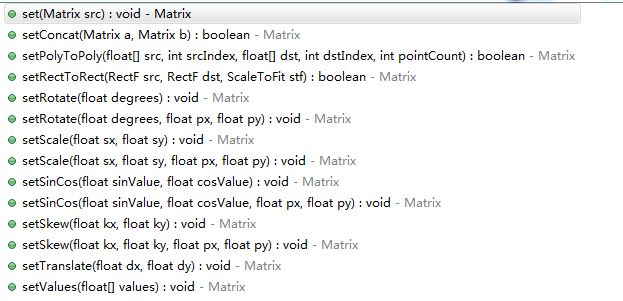 set(Matrix src) : void - Matrix
setConcat(Matrix a, Matrix b) : boolean - Matrix
setPolyToPoly(float[] src, int srcIndex, float[] dst, int dstIndex, int pointCount) : boolean - Matrix
setRectToRect(RectF src, RectF dst, ScaleToFit stf) : boolean - Matrix
setRotate(float degrees) : void - Matrix
setRotate(float degrees, float px, float py) : void - Matrix
setScale(float sx, float sy) : void - Matrix
setScale(float sx, float sy, float px, float py) : void - Matrix
setSinCos(float sinValue, float cosValue) : void - Matrix
setSinCos(float sinValue, float cosValue, float px, float py) : void - Matrix
setSkew(float kx, float ky) : void - Matrix
setSkew(float kx, float ky, float px, float py) : void - Matrix
setTranslate(float dx, float dy) : void - Matrix
setValues(float[] values) : void - Matrix